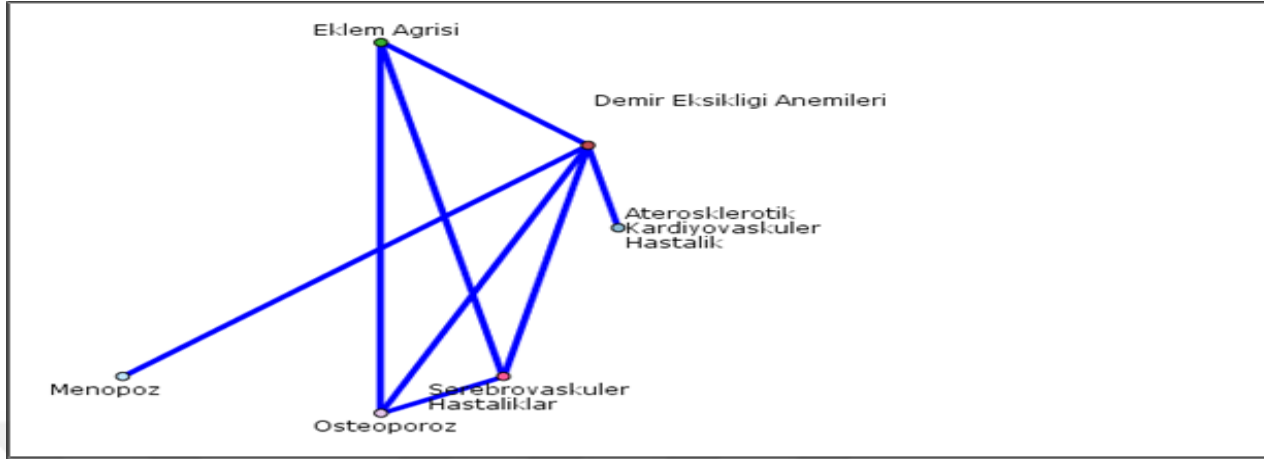 Eklem Agrisi
Demir Eksikligi Anemileri
Aterosklerotik
Kardiyovaskuler
Hastalik
Menopoz
Serebrovaskuler
Hastaliklar
Osteoporoz